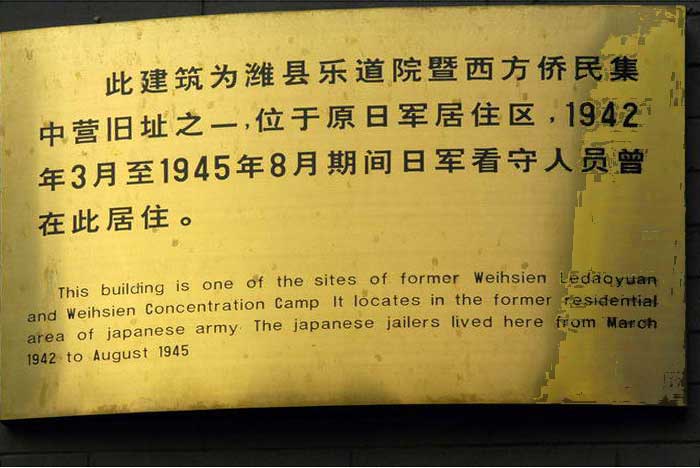 此建筑为潍县乐道院暨西方侨民集
中营旧址之一,位于原日军居住区,1942
年3月至1945年8月期间日军看守人员曾
在此居住。
This building is one of the sites of former Weihsien Ledaoyuan
and Weihsien Concentration Camp It locates in the former residential
area of japanese army The japanese jailers lived here from March
1942 to August 1945